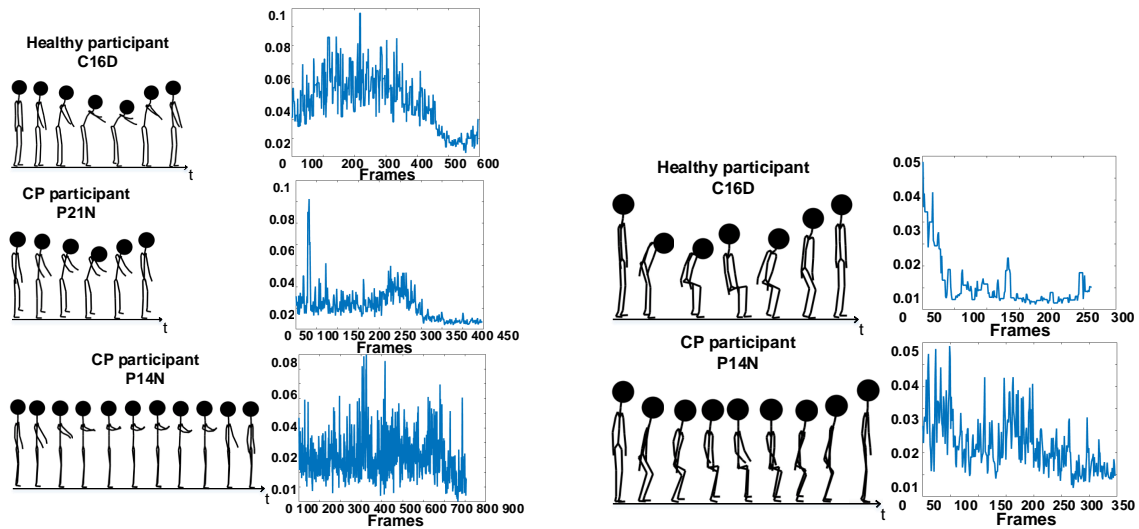 Healthy participant
C16D
t
0.1
0.08
0.06
0.04
0.02
0 100 200 300 400 500 600
Frames
CP participant
P21N
t
0.1
0.08
0.06
0.04
0.02
0 50 100 150 200 250 300 350 400 450
Frames
CP participant
P14N
t
0.08
0.06
0.04
0.02
0.01
0 100 200 300 400 500 600 700 800 900
Frames
Healthy participant
C16D
t
0.05
0.04
0.03
0.02
0.01
50 100 150 200 250 300
Frames
CP participant
P14N
t
0.05
0.04
0.03
0.02
0.01
50 100 150 200 250 300 350
Frames